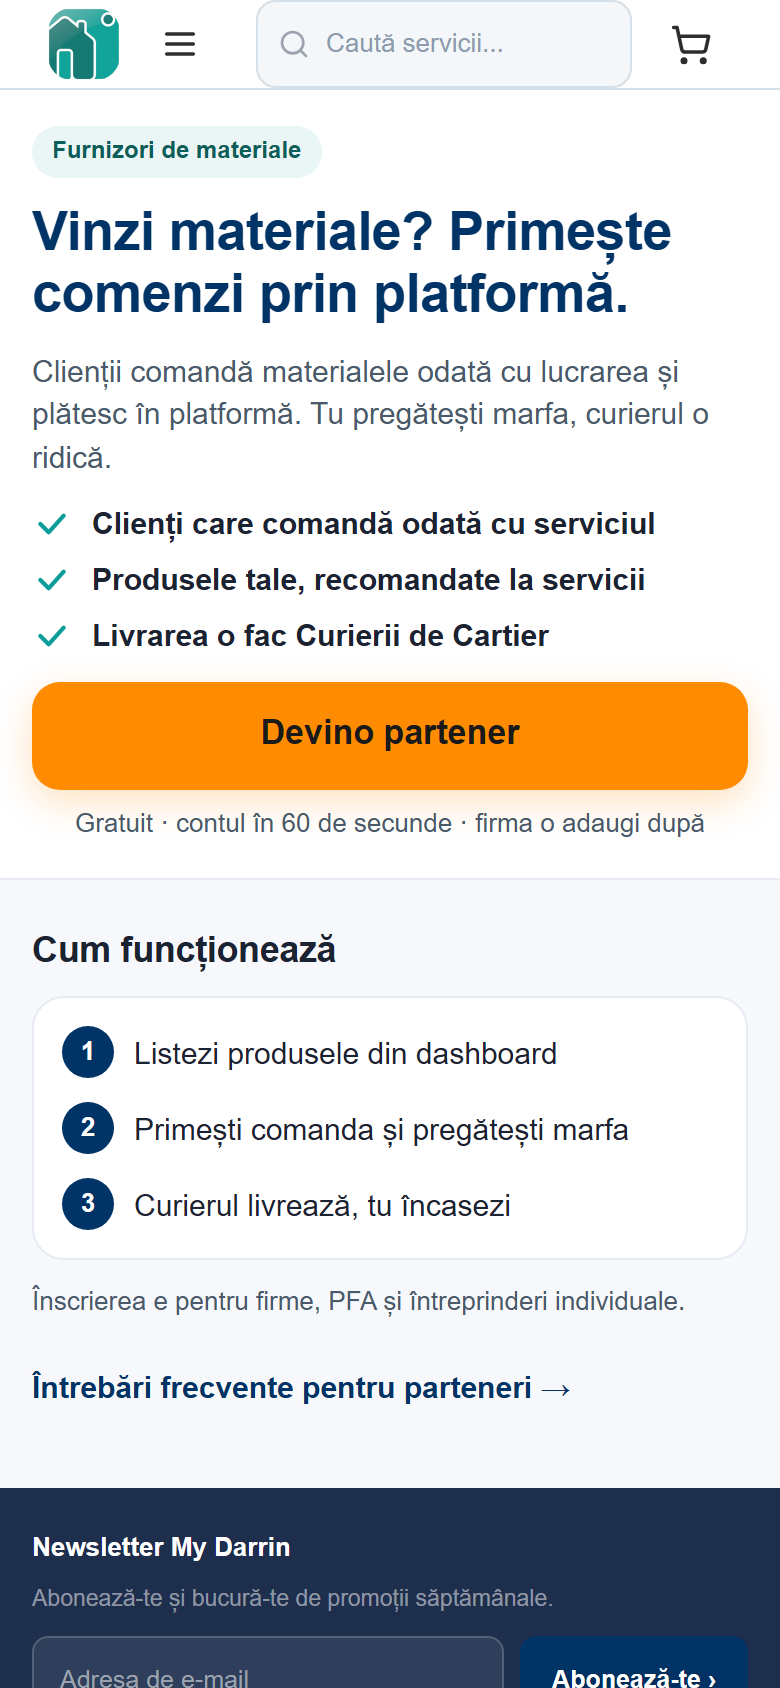 Caută servicii...
Furnizori de materiale
Vinzi materiale? Primește
comenzi prin platformă.
Clienții comandă materialele odată cu lucrarea și
plătesc în platformă. Tu pregătești marfa, curierul o
ridică.
Clienți care comandă odată cu serviciul
Produsele tale, recomandate la servicii
Livrarea o fac Curierii de Cartier
Devino partener
Gratuit · contul în 60 de secunde · firma o adaugi după
Cum funcționează
1 Listezi produsele din dashboard
2 Primești comanda și pregătești marfa
3 Curierul livrează, tu încasezi
Înscrierea e pentru firme, PFA și întreprinderi individuale.
Întrebări frecvente pentru parteneri →
Newsletter My Darrin
Abonează-te și bucură-te de promoții săptămânale.
Adresa de e-mail Abonează-te ›